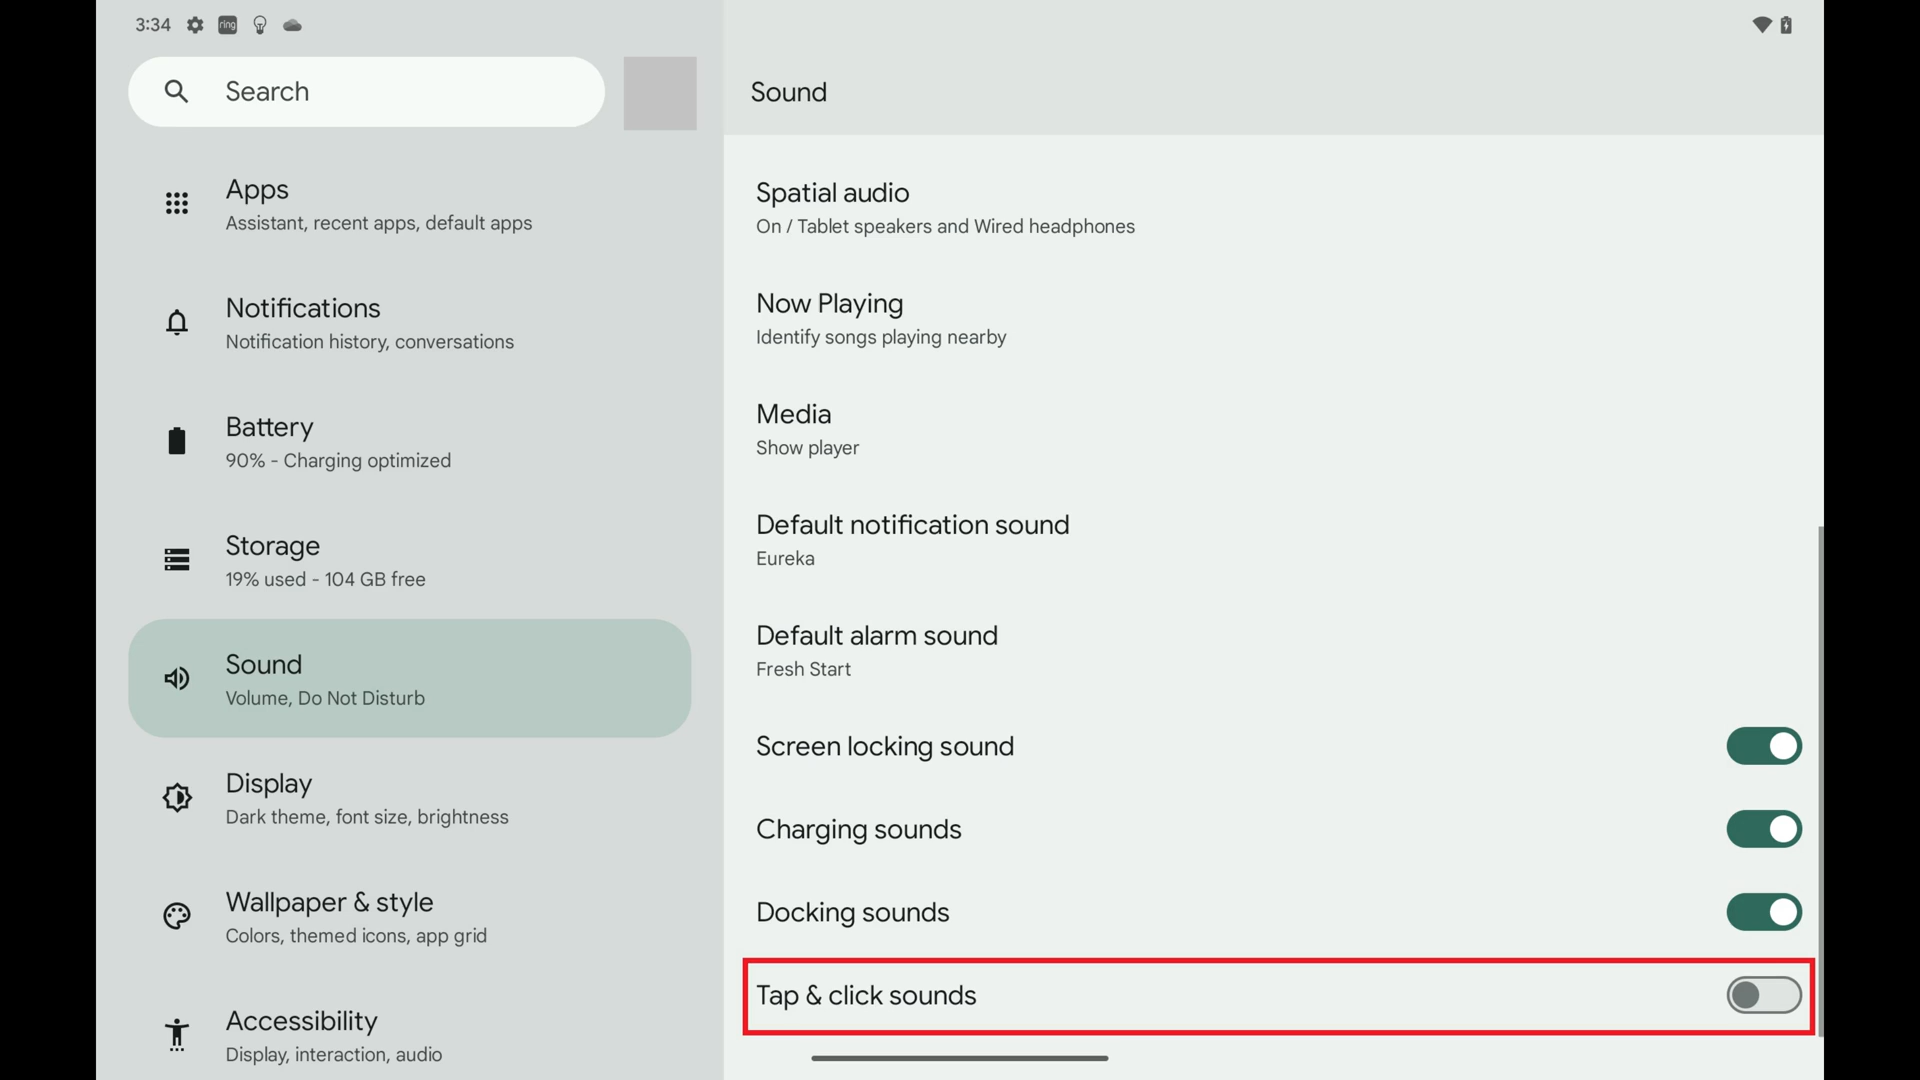 3:34
ring
Search
Apps
Assistant, recent apps, default apps
Notifications
Notification history, conversations
Battery
90% - Charging optimized
Storage
19% used - 104 GB free
Sound
Volume, Do Not Disturb
Display
Dark theme, font size, brightness
Wallpaper & style
Colors, themed icons, app grid
Accessibility
Display, interaction, audio
Sound
Spatial audio
On / Tablet speakers and Wired headphones
Now Playing
Identify songs playing nearby
Media
Show player
Default notification sound
Eureka
Default alarm sound
Fresh Start
Screen locking sound
Charging sounds
Docking sounds
Tap & click sounds